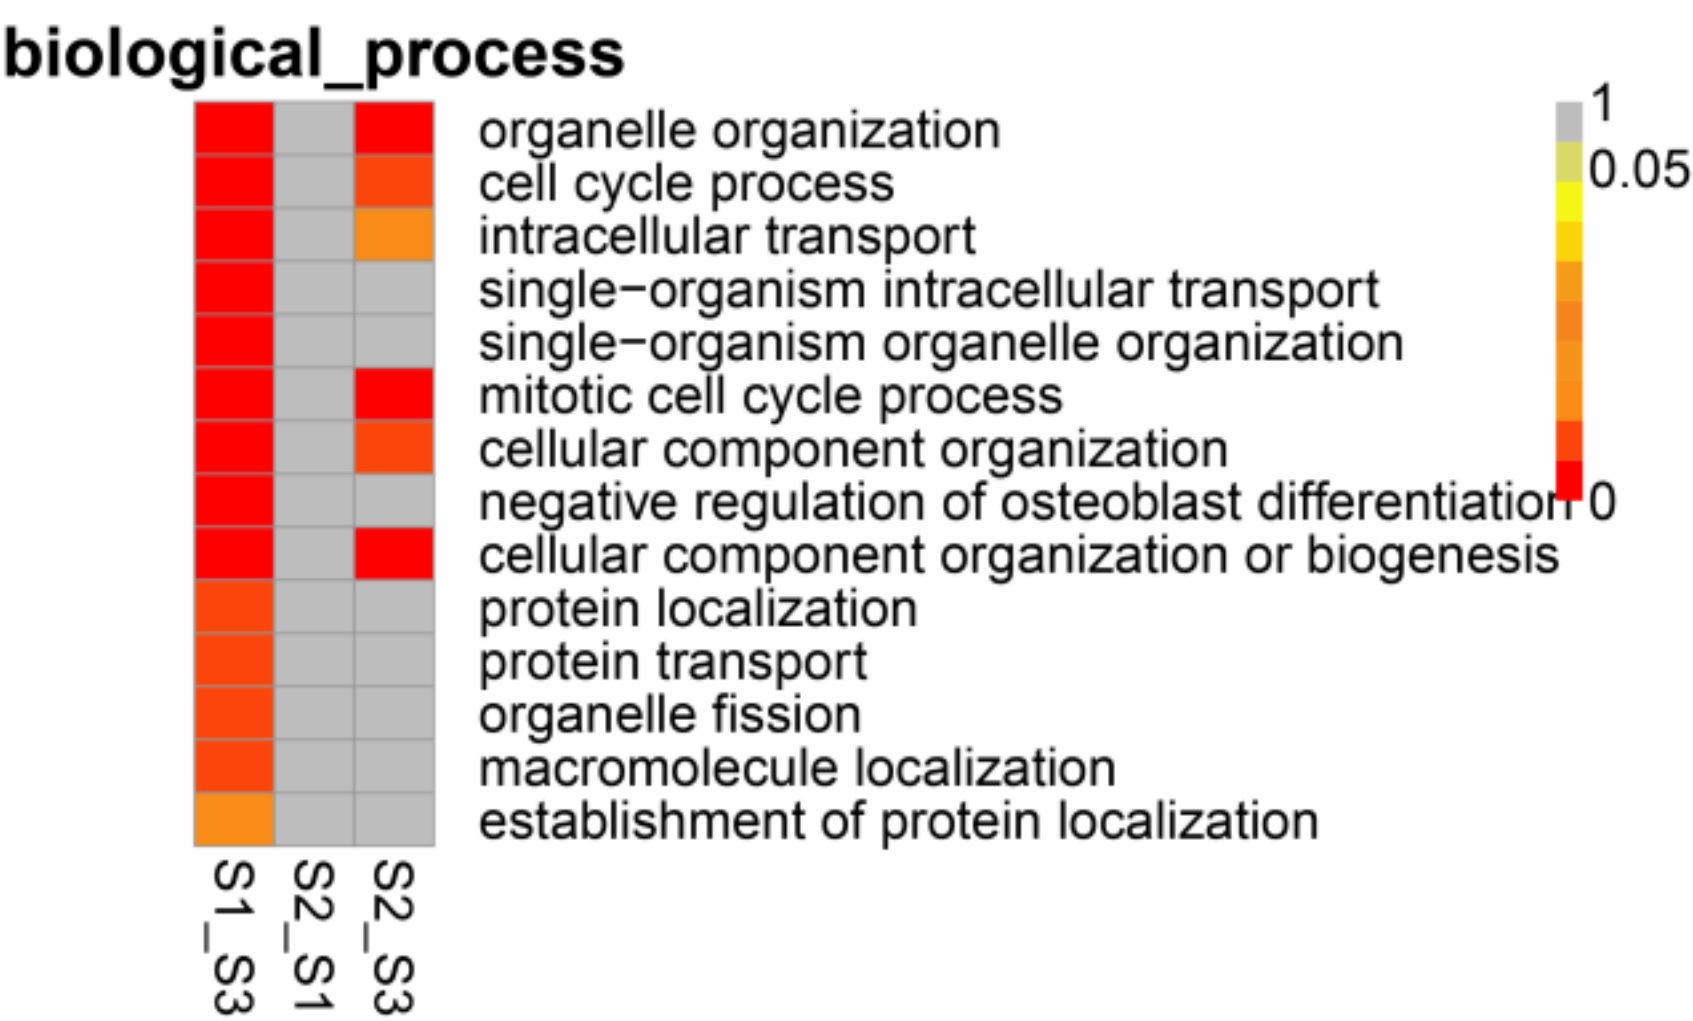 biological_process
organelle organization
cell cycle process
intracellular transport
single−organism intracellular transport
single−organism organelle organization
mitotic cell cycle process
cellular component organization
negative regulation of osteoblast differentiation
cellular component organization or biogenesis
protein localization
protein transport
organelle fission
macromolecule localization
establishment of protein localization
1
0.05
0
S1_S3
S2_S1
S2_S3